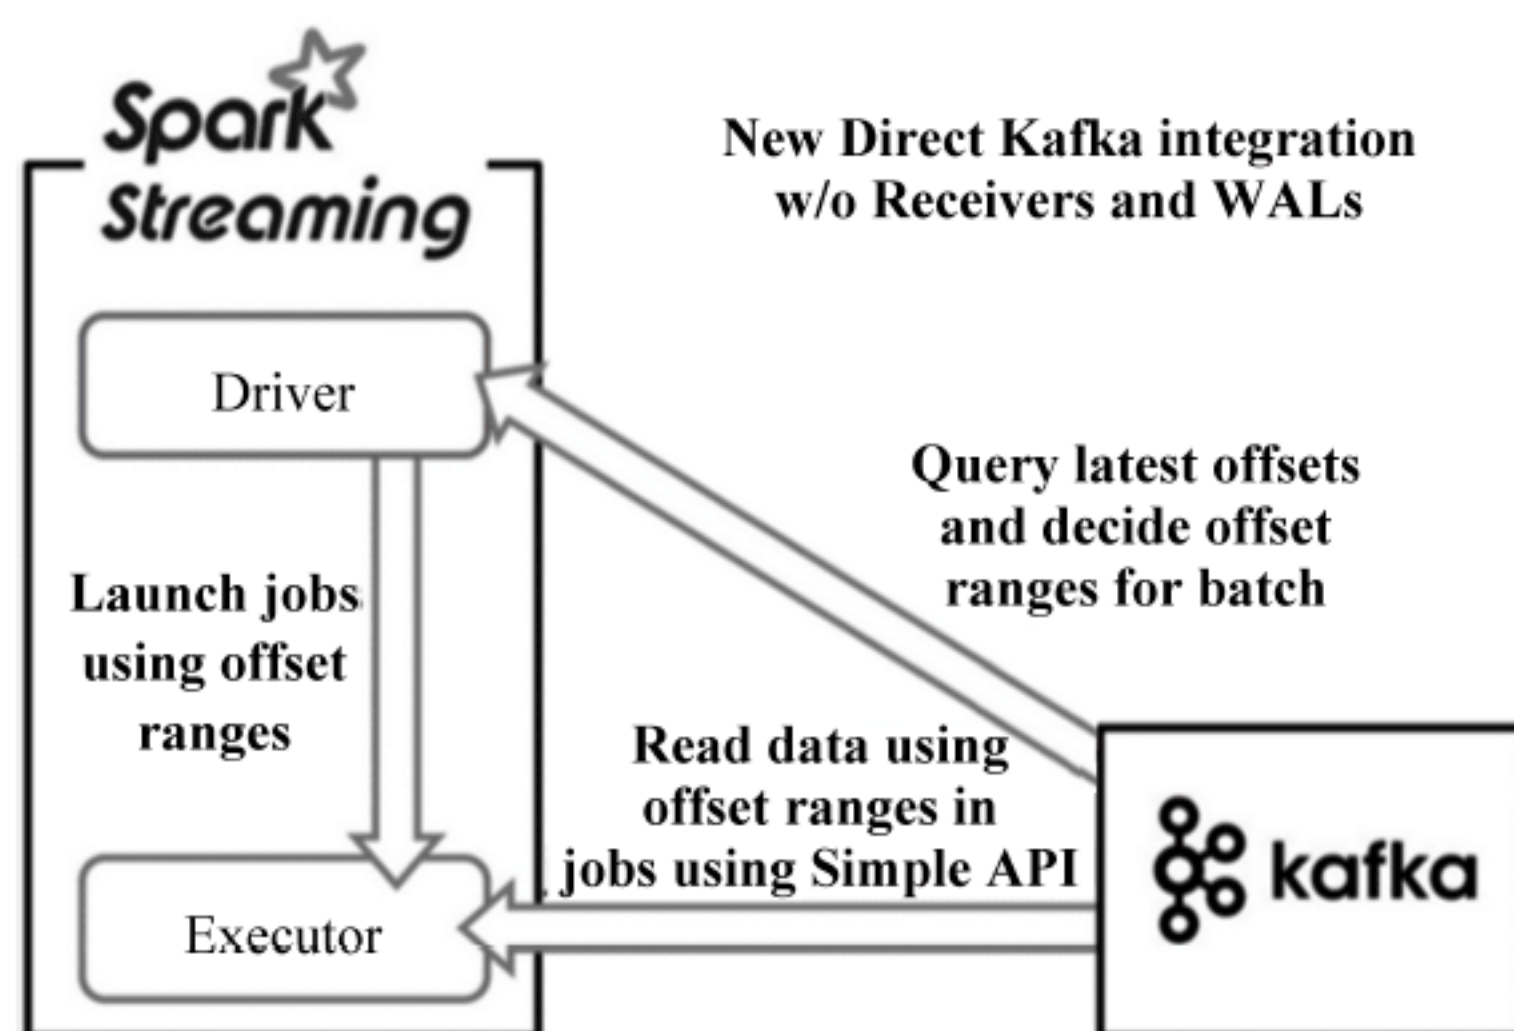 Spark
Streaming
New Direct Kafka integration
w/o Receivers and WALs
Driver
Query latest offsets
and decide offset
ranges for batch
Launch jobs
using offset
ranges
Read data using
offset ranges in
jobs using Simple API
kafka
Executor